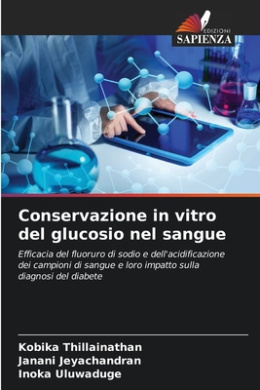 EDIZIONI
SAPIENZA
Conservazione in vitro
del glucosio nel sangue
Efficacia del fluoruro di sodio e dell'acidificazione
dei campioni di sangue e loro impatto sulla
diagnosi del diabete
Kobika Thillainathan
Janani Jeyachandran
Inoka Uluwaduge